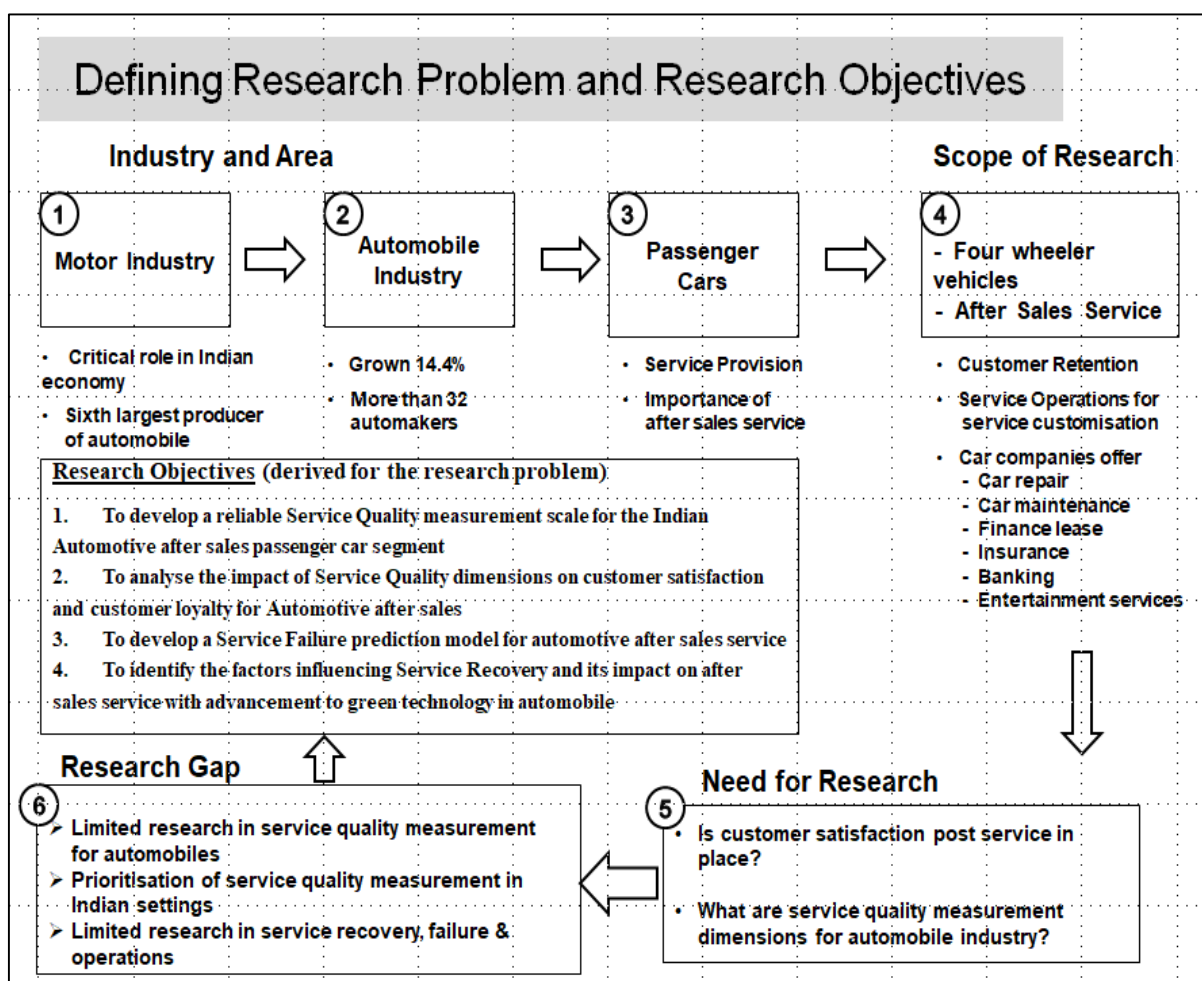 Defining Research Problem and Research Objectives
Industry and Area
Scope of Research
1
Motor Industry
2
Automobile
Industry
3
Passenger
Cars
4
- Four wheeler
vehicles
- After Sales Service
• Critical role in Indian
economy
• Sixth largest producer
of automobile
• Grown 14.4%
• More than 32
automakers
• Service Provision
• Importance of
after sales service
• Customer Retention
• Service Operations for
service customisation
• Car companies offer
- Car repair
- Car maintenance
- Finance lease
- Insurance
- Banking
- Entertainment services
Research Objectives (derived for the research problem)
1. To develop a reliable Service Quality measurement scale for the Indian
Automotive after sales passenger car segment
2. To analyse the impact of Service Quality dimensions on customer satisfaction
and customer loyalty for Automotive after sales
3. To develop a Service Failure prediction model for automotive after sales service
4. To identify the factors influencing Service Recovery and its impact on after
sales service with advancement to green technology in automobile
Need for Research
5
• Is customer satisfaction post service in
place?
• What are service quality measurement
dimensions for automobile industry?
Research Gap
6
➢ Limited research in service quality measurement
for automobiles
➢ Prioritisation of service quality measurement in
Indian settings
➢ Limited research in service recovery, failure &
operations